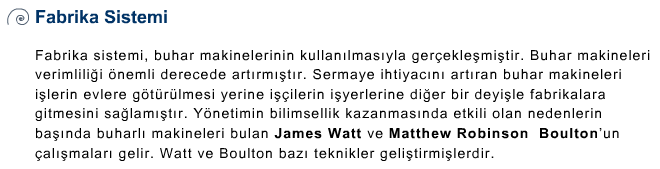 Fabrika Sistemi
Fabrika sistemi, buhar makinelerinin kullanılmasıyla gerçekleşmiştir. Buhar makineleri
verimliliği önemli derecede artırmıştır. Sermaye ihtiyacını artıran buhar makineleri
işlerin evlere götürülmesi yerine işçilerin işyerlerine diğer bir deyişle fabrikalara
gitmesini sağlamıştır. Yönetimin bilimsellik kazanmasında etkili olan nedenlerin
başında buharlı makineleri bulan James Watt ve Matthew Robinson Boulton'un
çalışmaları gelir. Watt ve Boulton bazı teknikler geliştirmişlerdir.